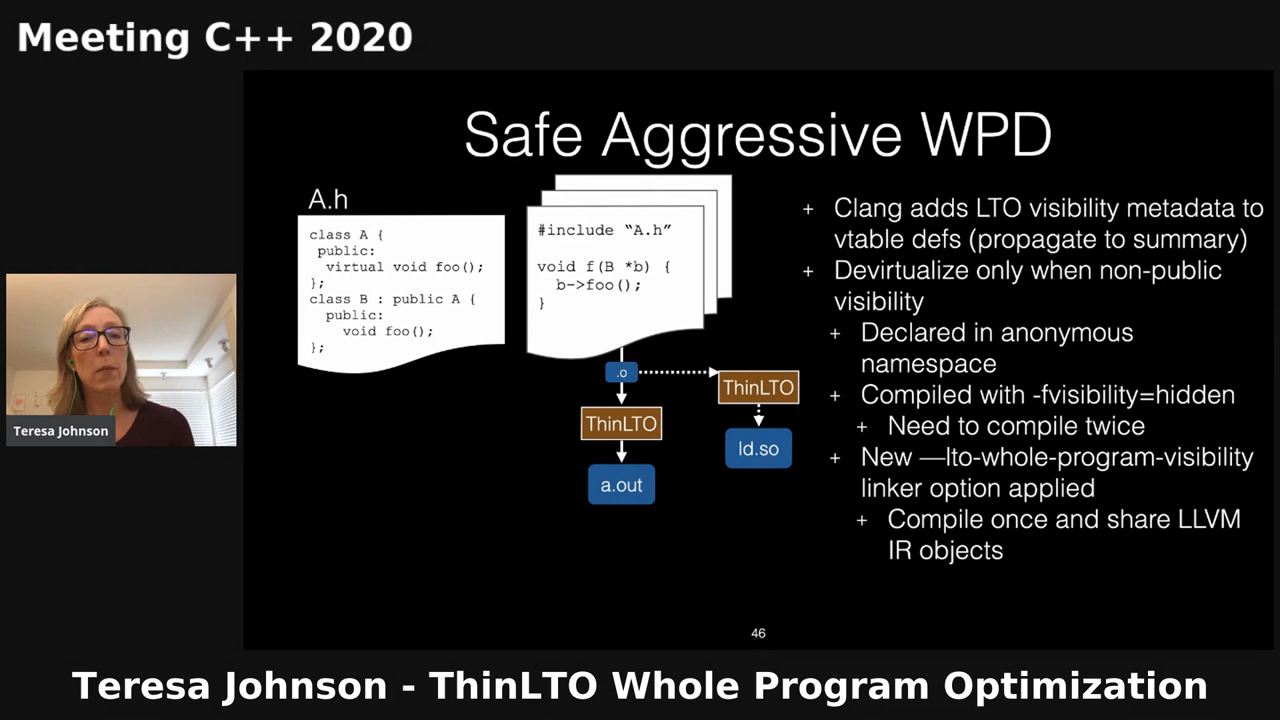 Meeting C++ 2020
Safe Aggressive WPD
A.h
class A {
public:
virtual void foo();
};
class B : public A {
public:
void foo();
};
#include “A.h”
void f(B *b) {
b->foo();
}
.o
ThinLTO
a.out
ThinLTO
ld.so
+ Clang adds LTO visibility metadata to
vtable defs (propagate to summary)
+ Devirtualize only when non-public
visibility
+ Declared in anonymous
namespace
+ Compiled with -fvisibility=hidden
+ Need to compile twice
+ New —lto-whole-program-visibility
linker option applied
+ Compile once and share LLVM
IR objects
46
Teresa Johnson
Teresa Johnson - ThinLTO Whole Program Optimization